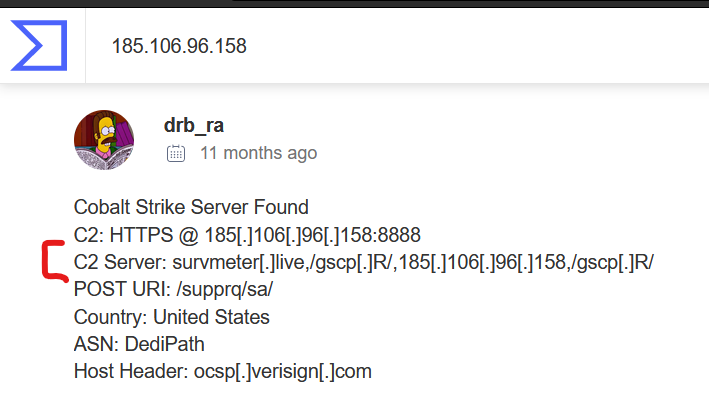 185.106.96.158
drb_ra
11 months ago
Cobalt Strike Server Found
C2: HTTPS @ 185[.]106[.]96[.]158:8888
C2 Server: survmeter[.]live,/gscp[.]R/,185[.]106[.]96[.]158,/gscp[.]R/
POST URI: /supprq/sa/
Country: United States
ASN: DediPath
Host Header: ocsp[.]verisign[.]com